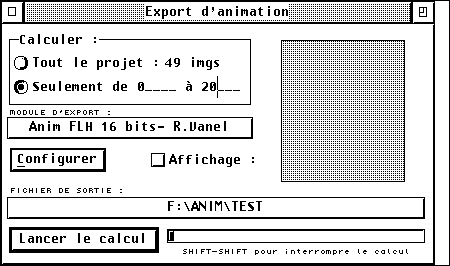 Export d'animation
Calculer :
Tout le projet : 49 imgs
Seulement de 0____ à 20___
MODULE D'EXPORT :
Anim FLH 16 bits- R.Vanel
Configurer
Affichage :
FICHIER DE SORTIE :
F:\ANIM\TEST
Lancer le calcul
SHIFT-SHIFT pour interrompre le calcul